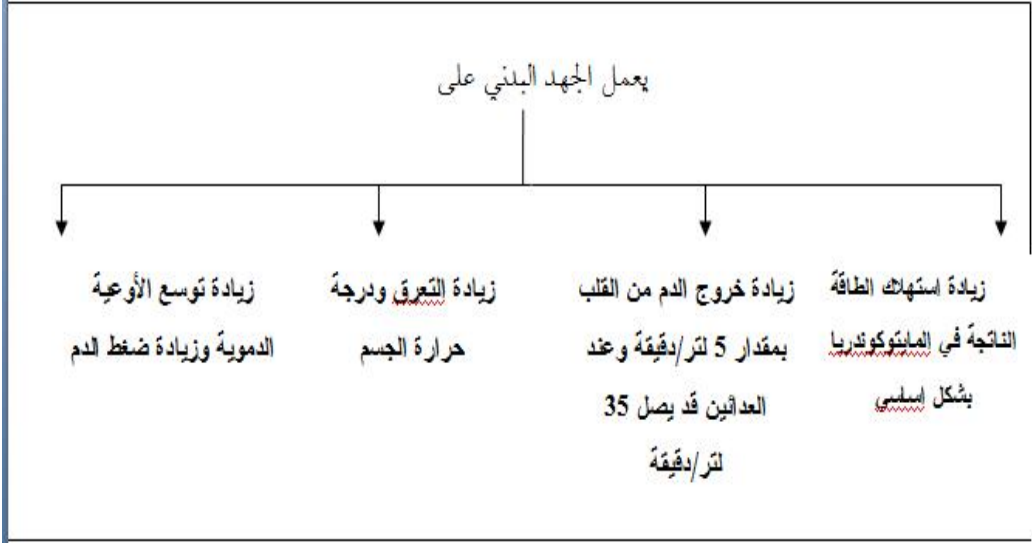 يعمل الجهد البدني على
زيادة استهلاك الطاقة
الناتجة في المايتوكوندريا
بشكل اساسي
زيادة خروج الدم من القلب
بمقدار 5 لتر/دقيقة وعند
العدائين قد يصل 35
لتر/دقيقة
زيادة التعرق ودرجة
حرارة الجسم
زيادة توسع الأوعية
الدموية وزيادة ضغط الدم